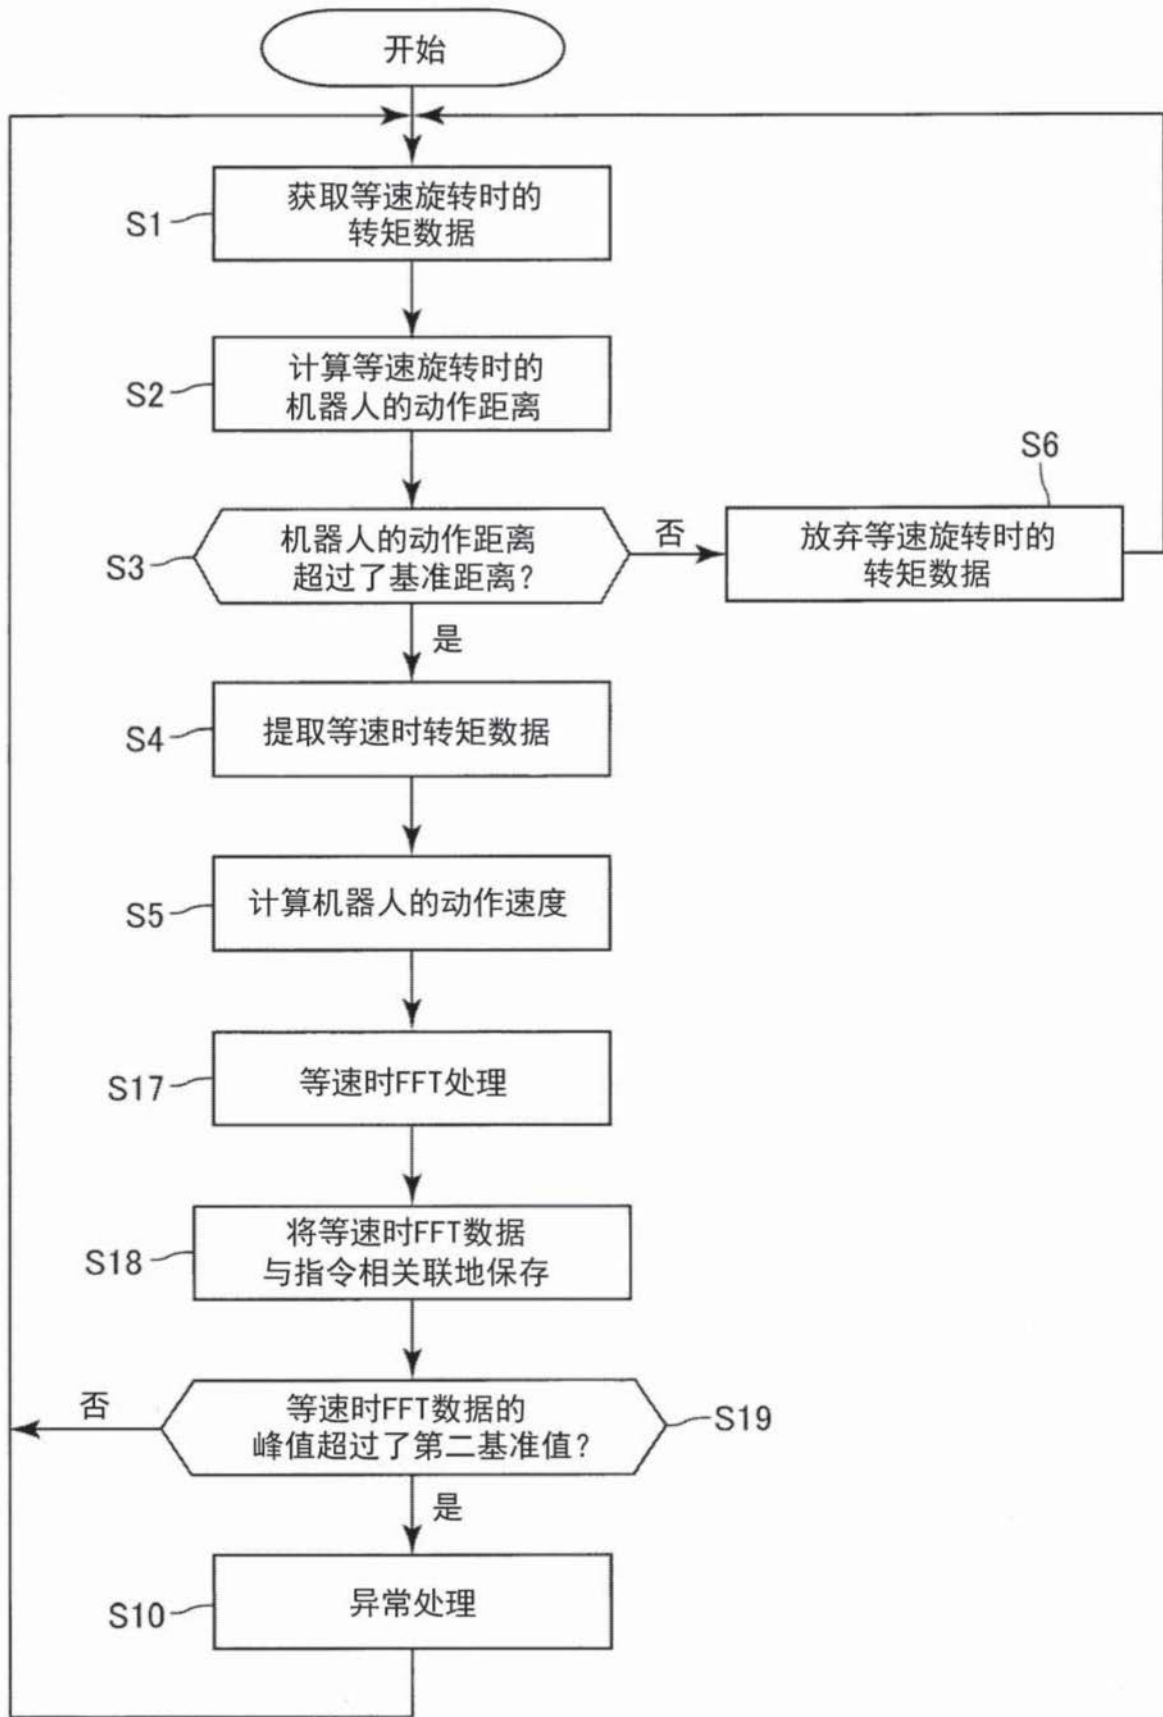 开始
获取等速旋转时的
转矩数据
S1
计算等速旋转时的
机器人的动作距离
S2
S6
机器人的动作距离
超过了基准距离?
S3
否
放弃等速旋转时的
转矩数据
是
提取等速时转矩数据
S4
计算机器人的动作速度
S5
等速时FFT处理
S17
将等速时FFT数据
与指令相关联地保存
S18
否
等速时FFT数据的
峰值超过了第二基准值?
S19
是
异常处理
S10